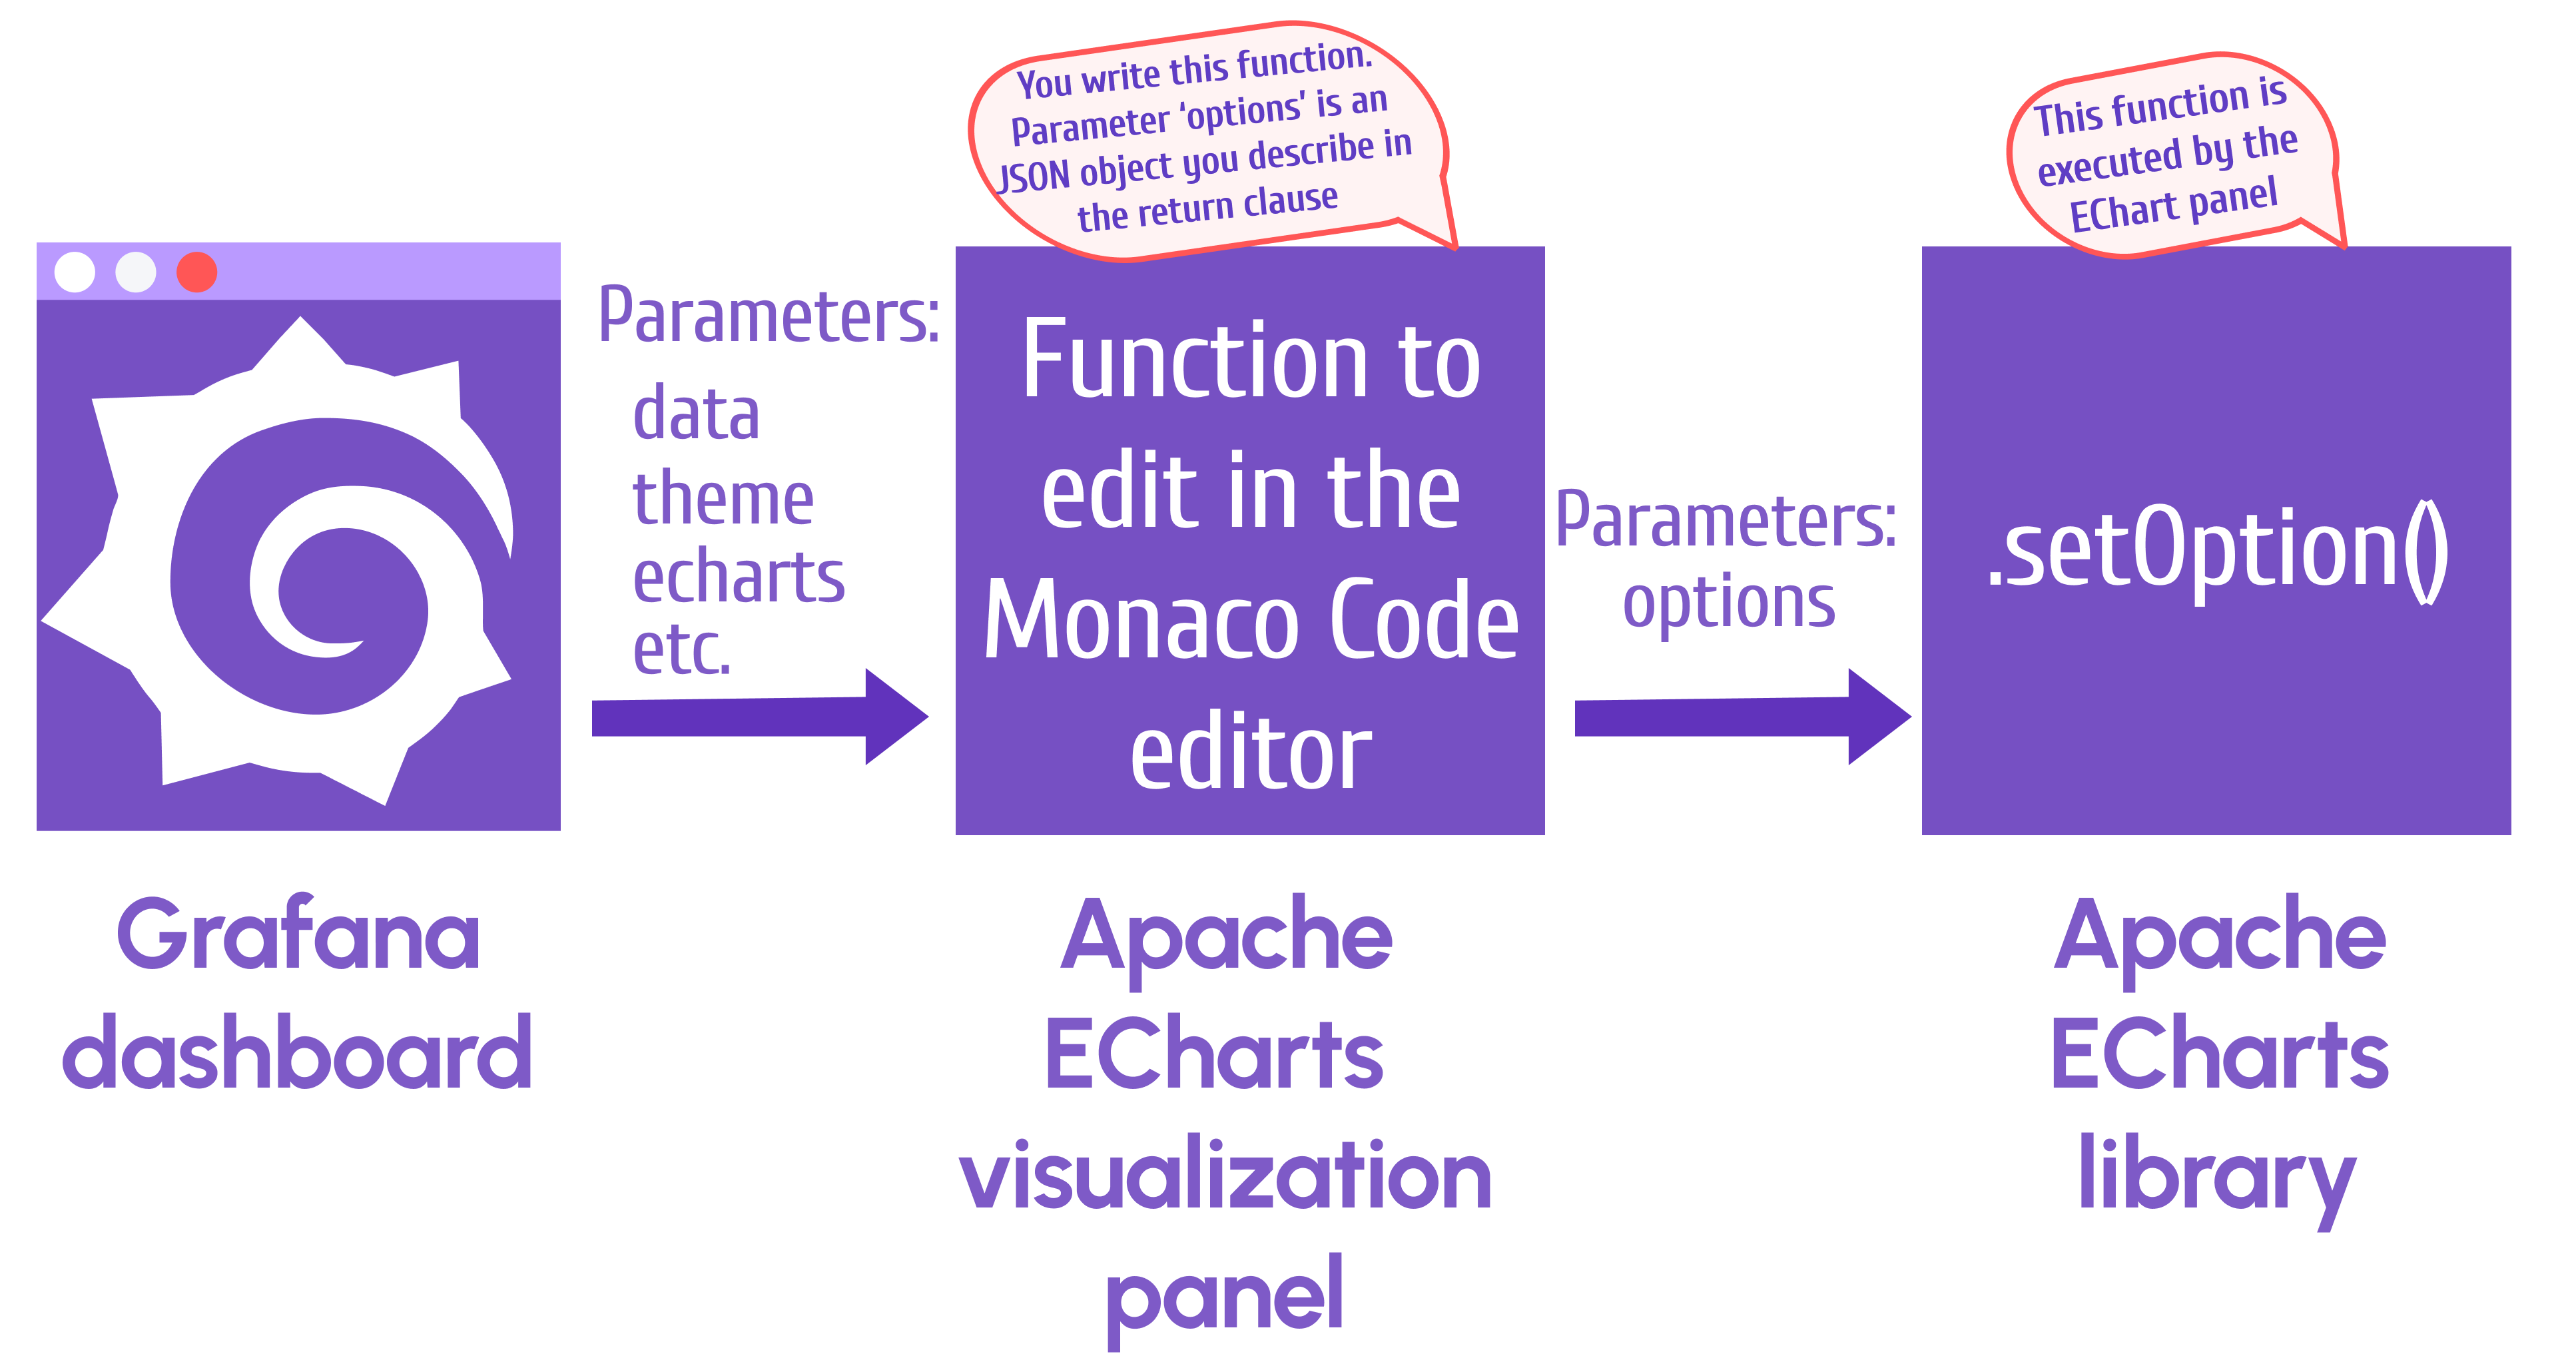 You write this function.
Parameter ‘options’ is an
JSON object you describe in
the return clause
This function is
executed by the
EChart panel
Parameters:
data
theme
echarts
etc.
Function to
edit in the
Monaco Code
editor
Parameters:
options
.setOption()
Grafana
dashboard
Apache
ECharts
visualization
panel
Apache
ECharts
library